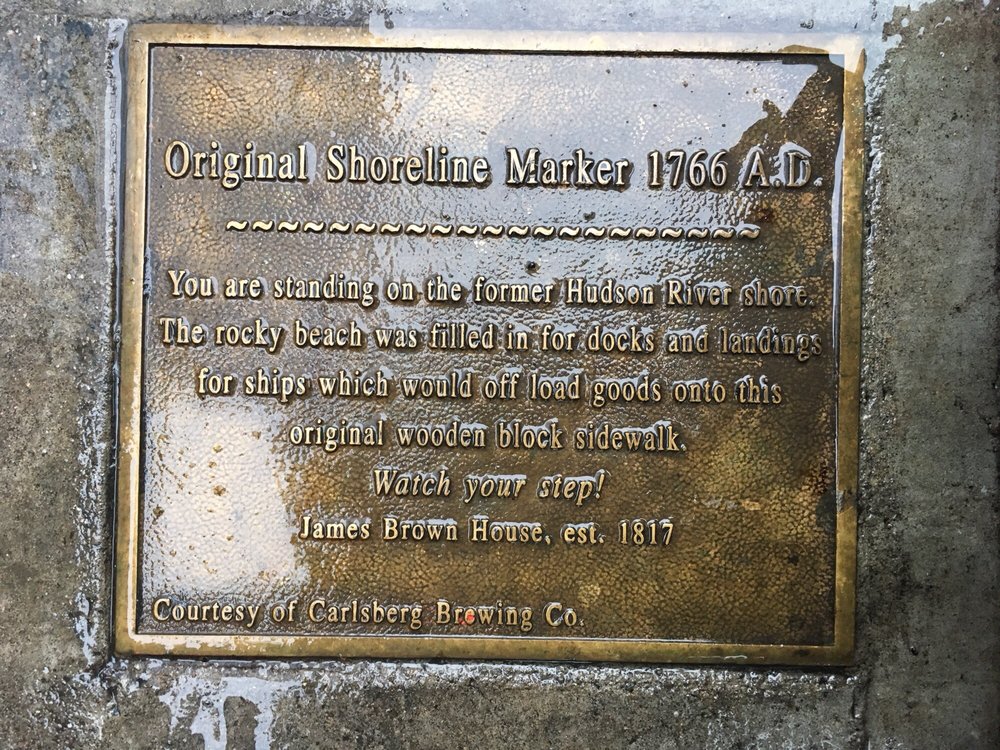 Original Shoreline Marker 1766 A.D.
~~~~~~~~~~~~~~~~~~~~~
You are standing on the former Hudson River shore.
The rocky beach was filled in for docks and landings
for ships which would off load goods onto this
original wooden block sidewalk.
Watch your step!
James Brown House, est. 1817
Courtesy of Carlsberg Brewing Co.